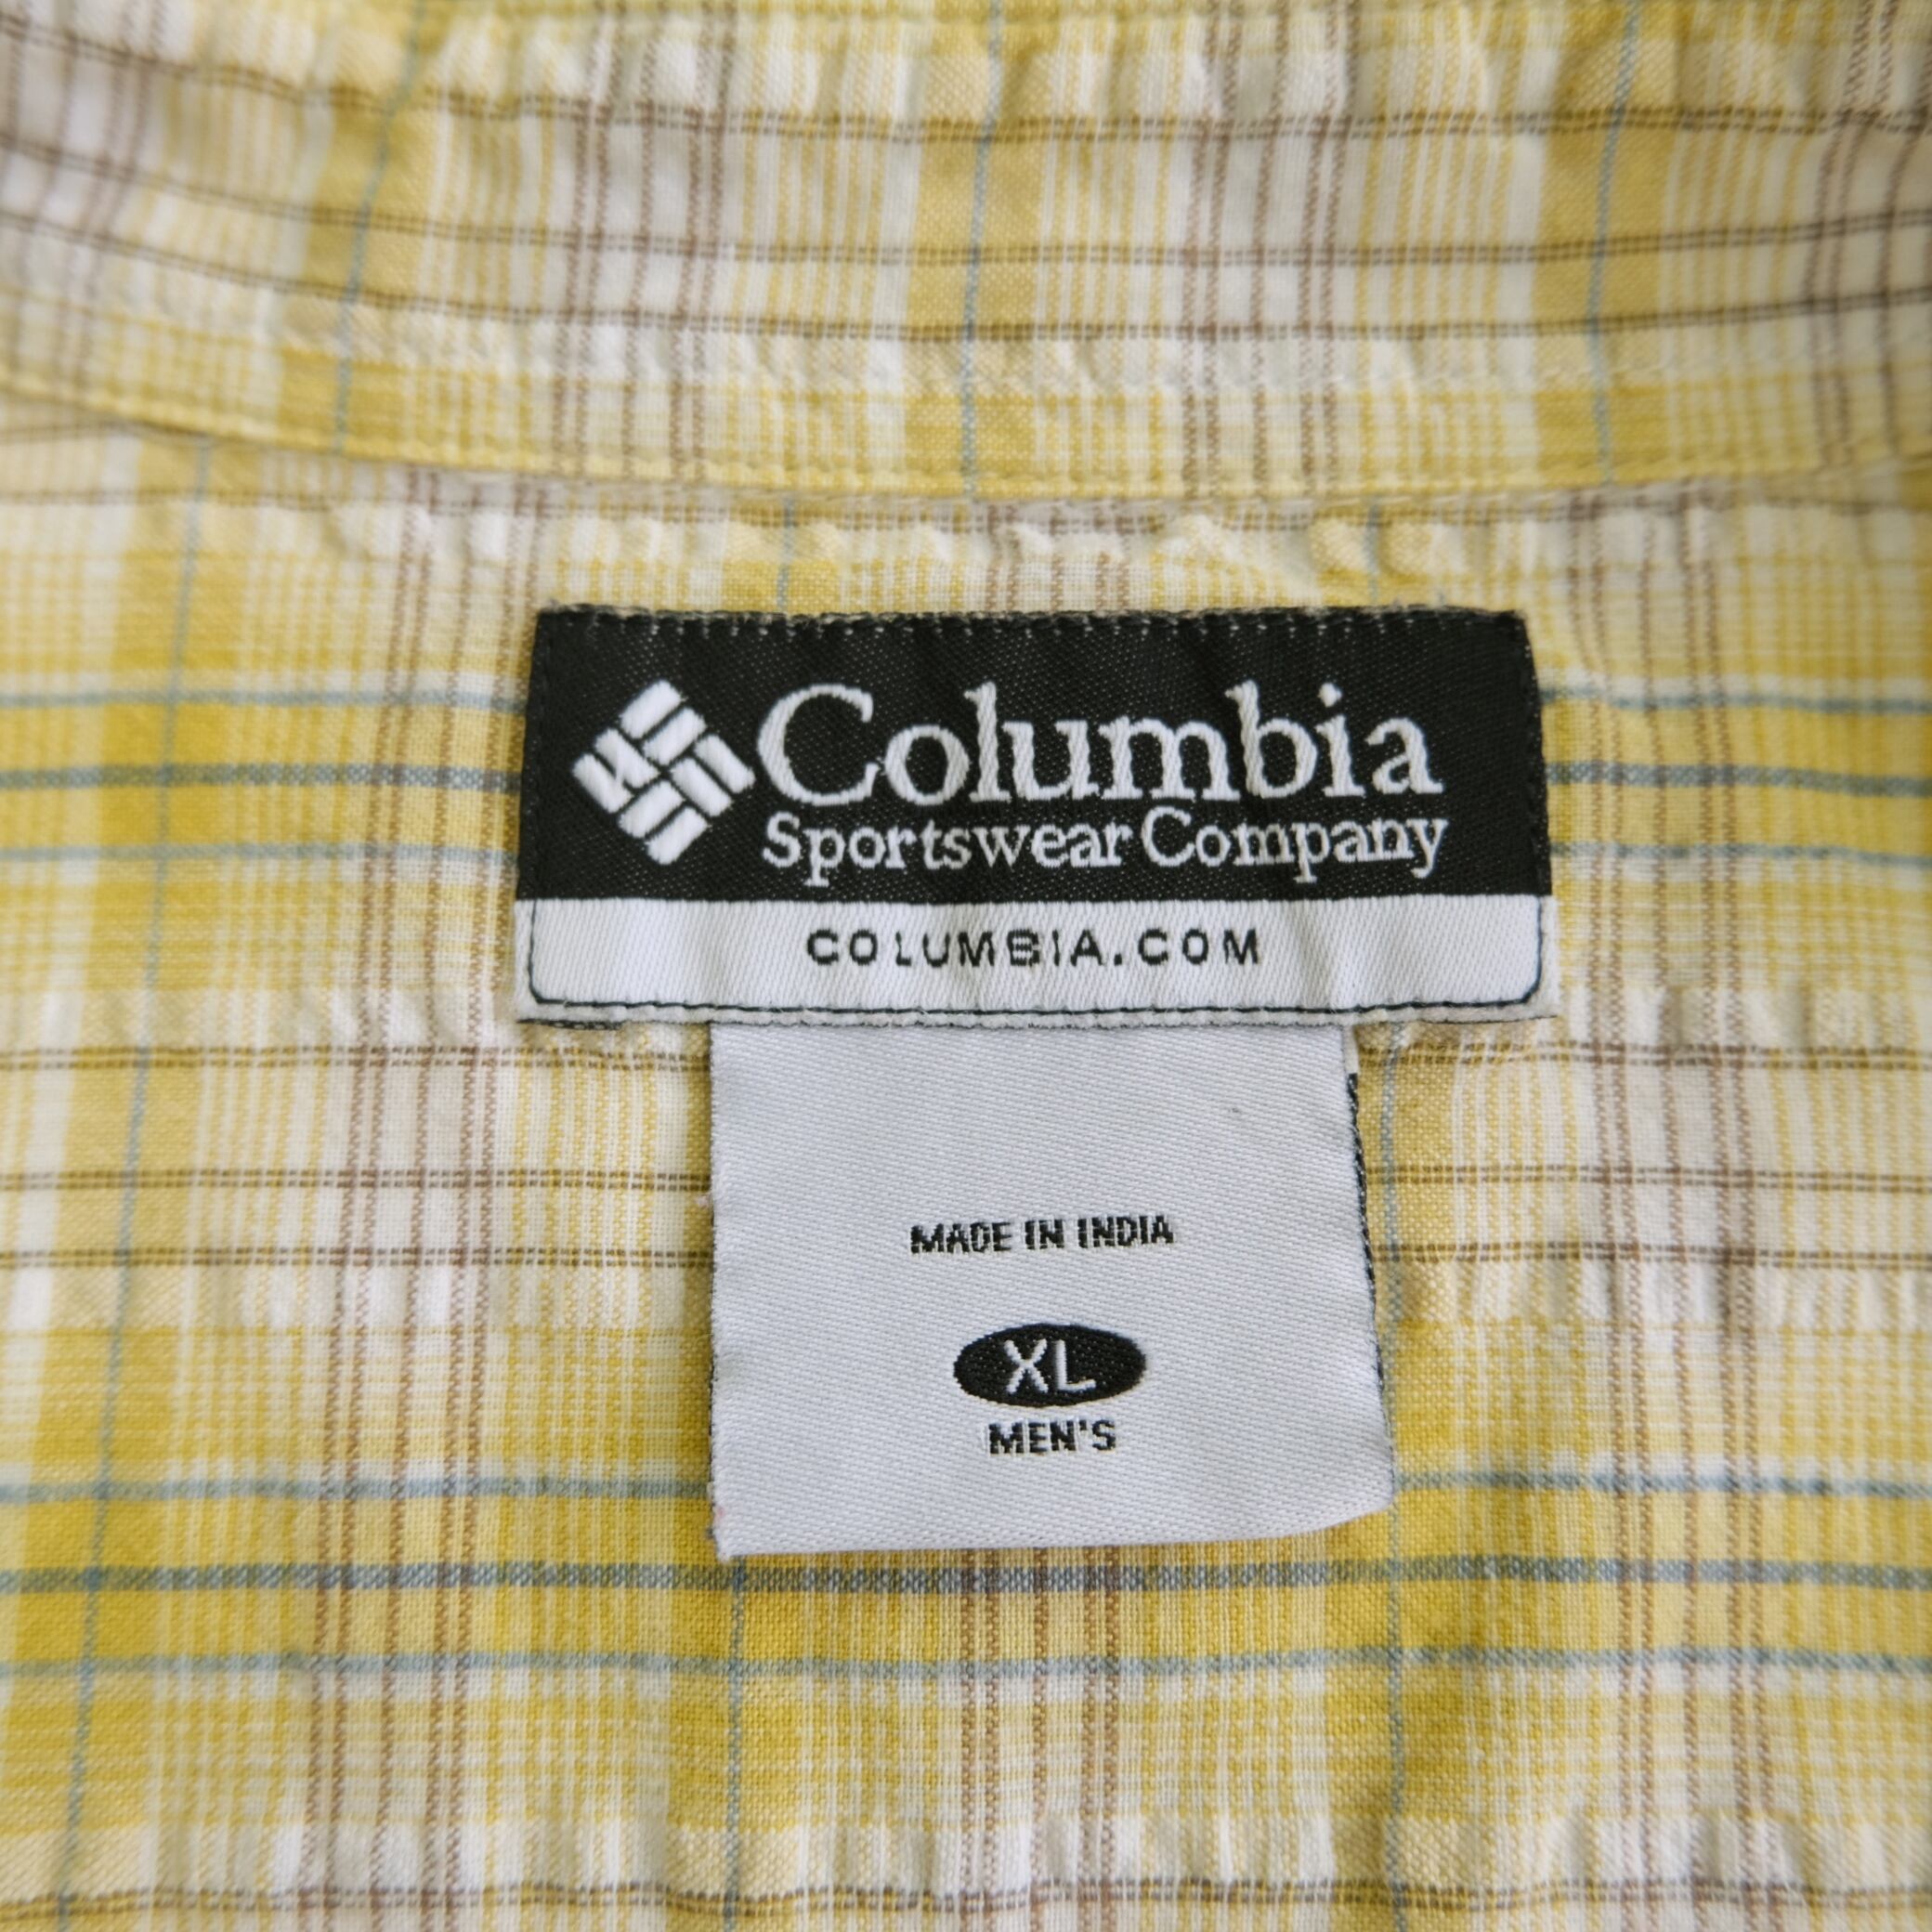 Columbia
Sportswear Company
COLUMBIA.COM
MADE IN INDIA
XL
MEN'S